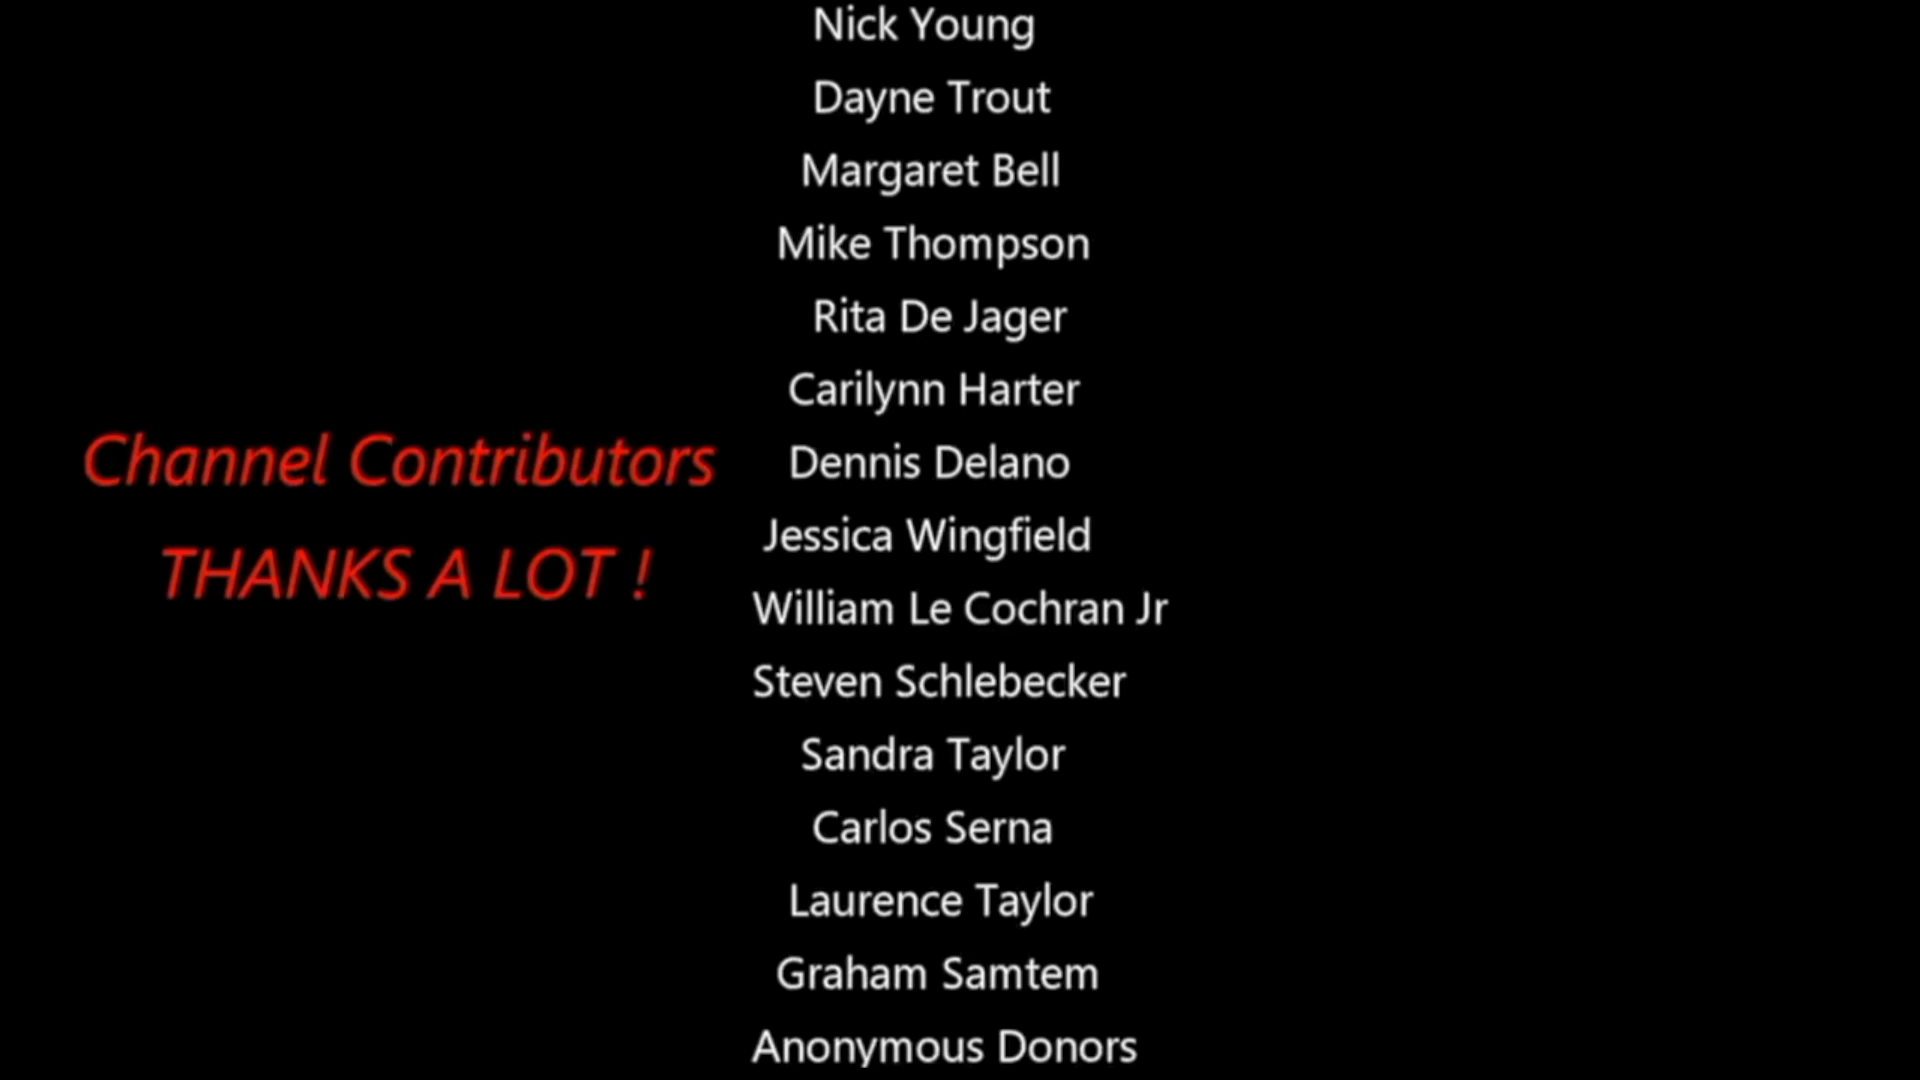 Channel Contributors
THANKS A LOT !
Nick Young
Dayne Trout
Margaret Bell
Mike Thompson
Rita De Jager
Carilynn Harter
Dennis Delano
Jessica Wingfield
William Le Cochran Jr
Steven Schlebecker
Sandra Taylor
Carlos Serna
Laurence Taylor
Graham Samtem
Anonymous Donors